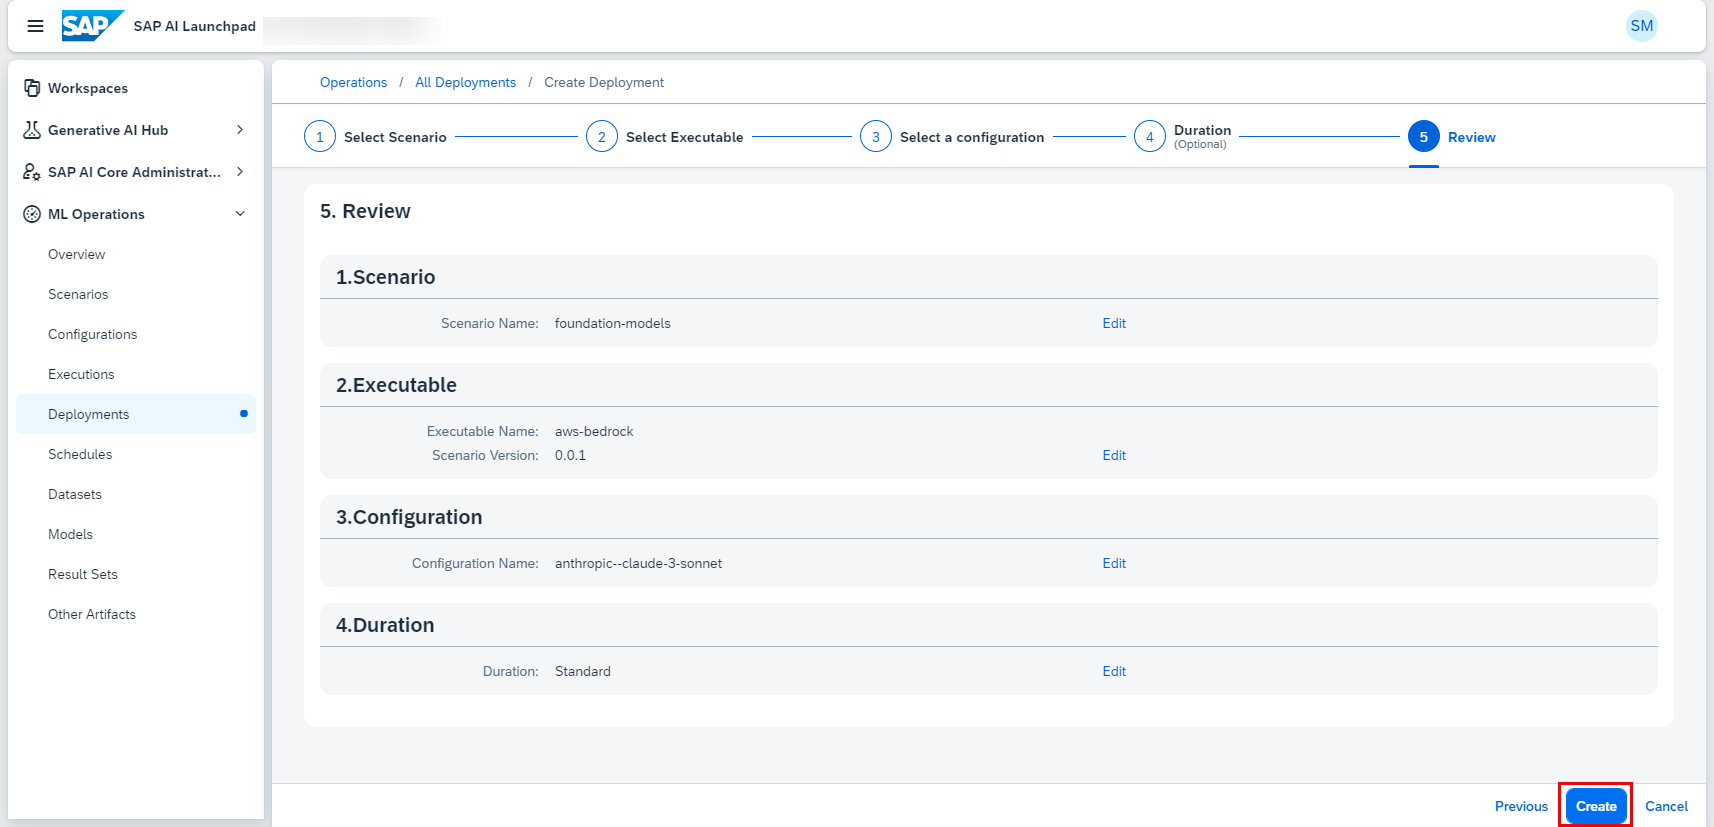 SAP SAP AI Launchpad
SM
Workspaces
Generative AI Hub
SAP AI Core Administrat...
ML Operations
Overview
Scenarios
Configurations
Executions
Deployments
Schedules
Datasets
Models
Result Sets
Other Artifacts
Operations / All Deployments / Create Deployment
1 Select Scenario
2 Select Executable
3 Select a configuration
4 Duration
(Optional)
5 Review
5. Review
1.Scenario
Scenario Name: foundation-models Edit
2.Executable
Executable Name: aws-bedrock
Scenario Version: 0.0.1 Edit
3.Configuration
Configuration Name: anthropic--claude-3-sonnet Edit
4.Duration
Duration: Standard Edit
Previous Create Cancel